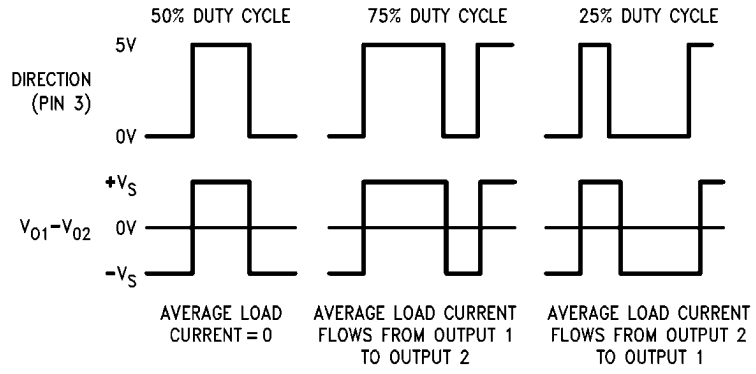 50% DUTY CYCLE
75% DUTY CYCLE
25% DUTY CYCLE
5V
DIRECTION
(PIN 3)
0V
+VS
VO1−VO2
0V
−VS
AVERAGE LOAD
CURRENT = 0
AVERAGE LOAD CURRENT
FLOWS FROM OUTPUT 1
TO OUTPUT 2
AVERAGE LOAD CURRENT
FLOWS FROM OUTPUT 2
TO OUTPUT 1